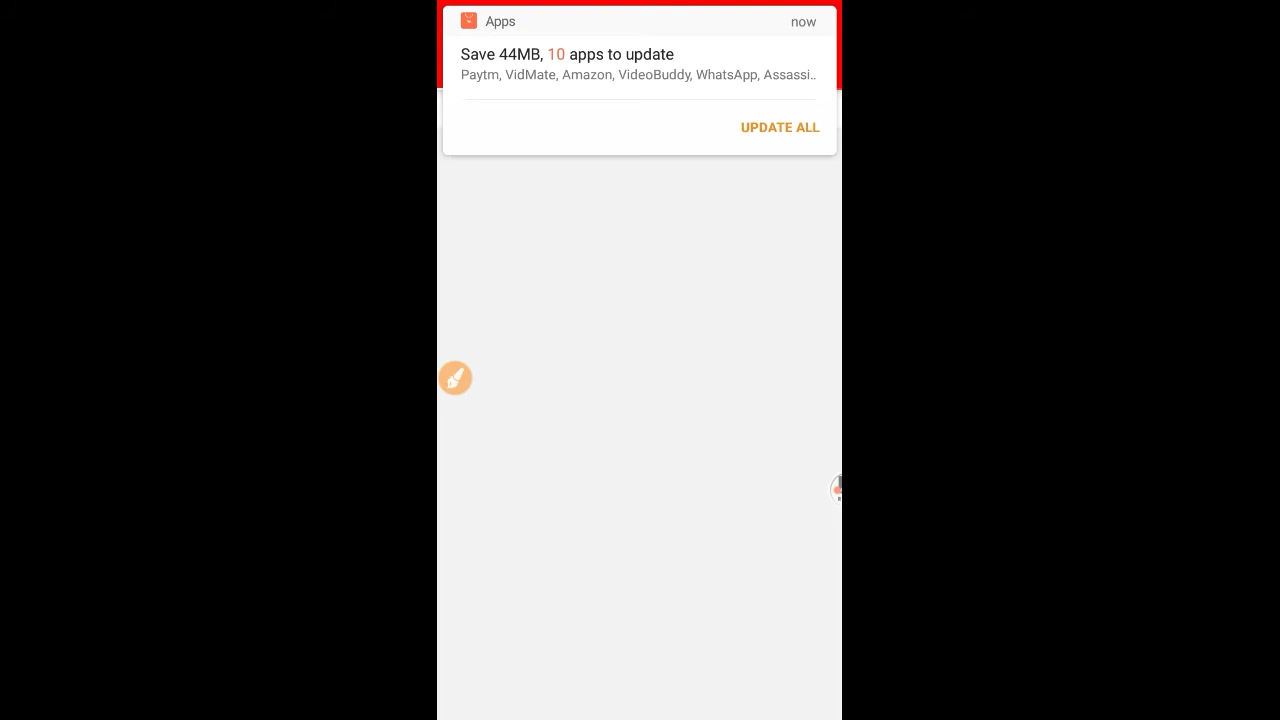 Apps now
Save 44MB, 10 apps to update
Paytm, VidMate, Amazon, VideoBuddy, WhatsApp, Assassi..
UPDATE ALL